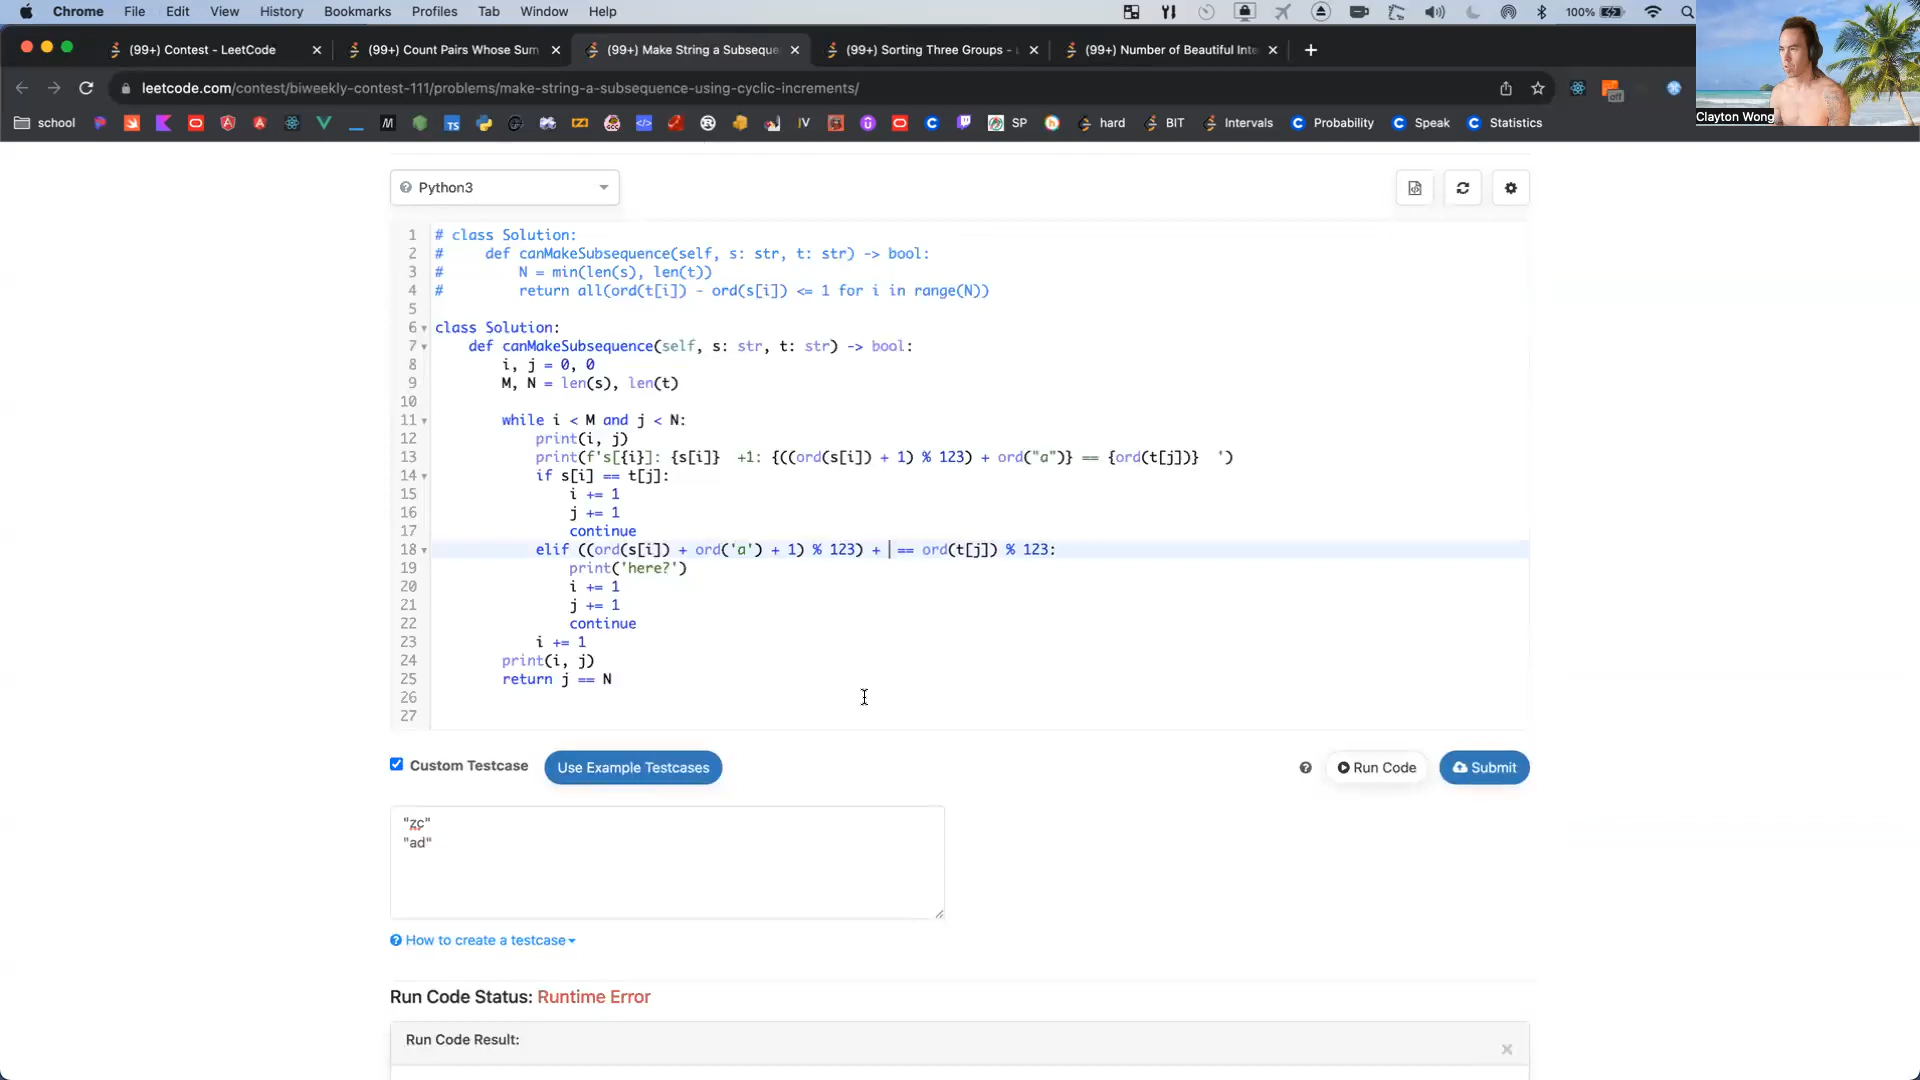 Chrome File Edit View History Bookmarks Profiles Tab Window Help 100%
(99+) Contest - LeetCode (99+) Count Pairs Whose Sum (99+) Make String a Subseque (99+) Sorting Three Groups - (99+) Number of Beautiful Inte
leetcode.com/contest/biweekly-contest-111/problems/make-string-a-subsequence-using-cyclic-increments/
off
Clayton Wong
school SP hard BIT Intervals Probability Speak Statistics
Python3
1 # class Solution:
2 #     def canMakeSubsequence(self, s: str, t: str) -> bool:
3 #         N = min(len(s), len(t))
4 #         return all(ord(t[i]) - ord(s[i]) <= 1 for i in range(N))
5
6 class Solution:
7     def canMakeSubsequence(self, s: str, t: str) -> bool:
8         i, j = 0, 0
9         M, N = len(s), len(t)
10
11         while i < M and j < N:
12             print(i, j)
13             print(f's[{i}]: {s[i]}  +1: {((ord(s[i]) + 1) % 123) + ord("a")} == {ord(t[j])}  ')
14             if s[i] == t[j]:
15                 i += 1
16                 j += 1
17                 continue
18             elif ((ord(s[i]) + ord('a') + 1) % 123) +  == ord(t[j]) % 123:
19                 print('here?')
20                 i += 1
21                 j += 1
22                 continue
23             i += 1
24         print(i, j)
25         return j == N
26
27
Custom Testcase Use Example Testcases Run Code Submit
"zc"
"ad"
How to create a testcase
Run Code Status: Runtime Error
Run Code Result: